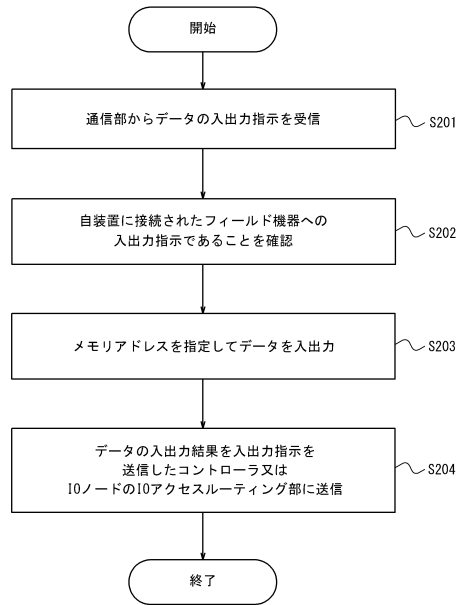 開始
通信部からデータの入出力指示を受信
S201
自装置に接続されたフィールド機器への
入出力指示であることを確認
S202
メモリアドレスを指定してデータを入出力
S203
データの入出力結果を入出力指示を
送信したコントローラ又は
IOノードのIOアクセスルーティング部に送信
S204
終了